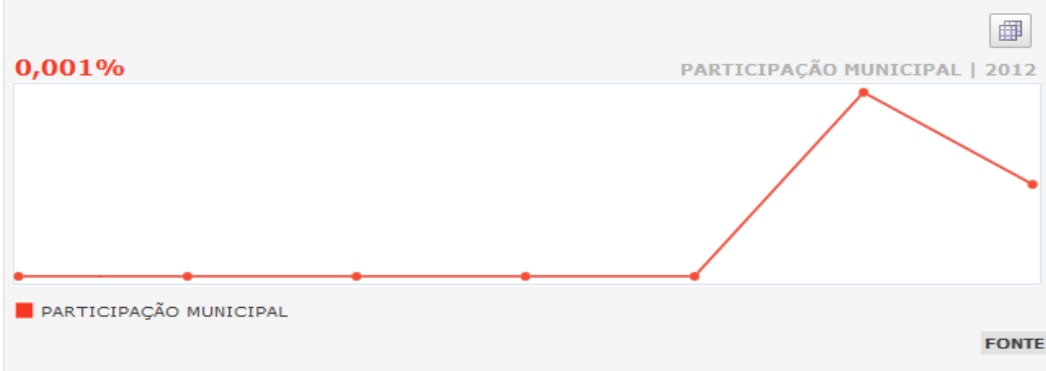 0,001%
PARTICIPAÇÃO MUNICIPAL | 2012
PARTICIPAÇÃO MUNICIPAL
FONTE